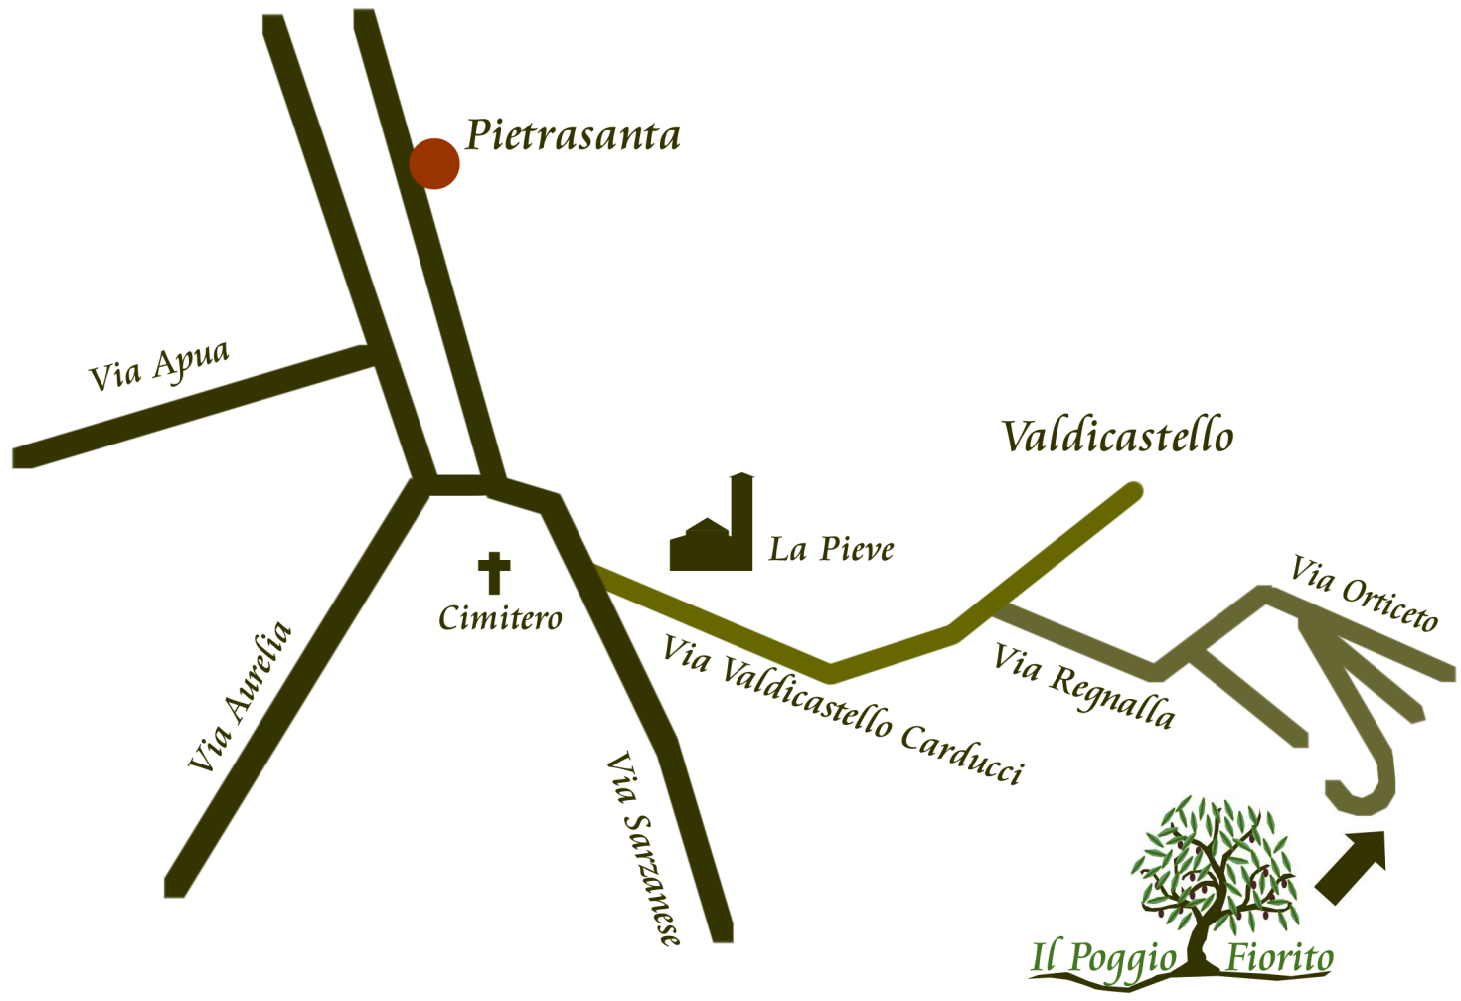 Pietrasanta
Via Apua
Valdicastello
La Pieve
Via Orticeto
Cimitero
Via Aurelia
Via Valdicastello Carducci
Via Regnalla
Via Sarzanese
Il Poggio Fiorito